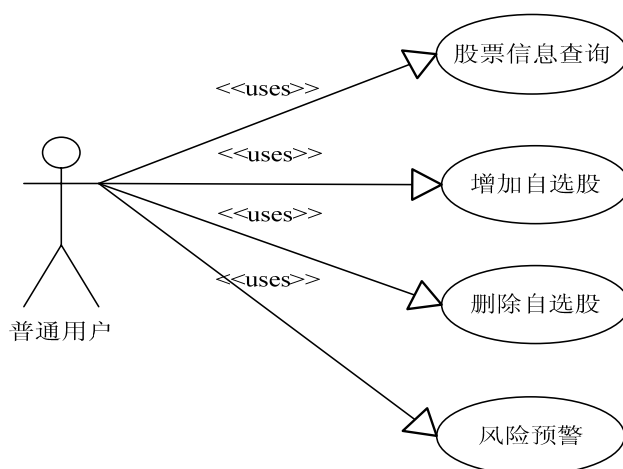 股票信息查询
<<uses>>
<<uses>>
增加自选股
<<uses>>
<<uses>>
删除自选股
普通用户
风险预警